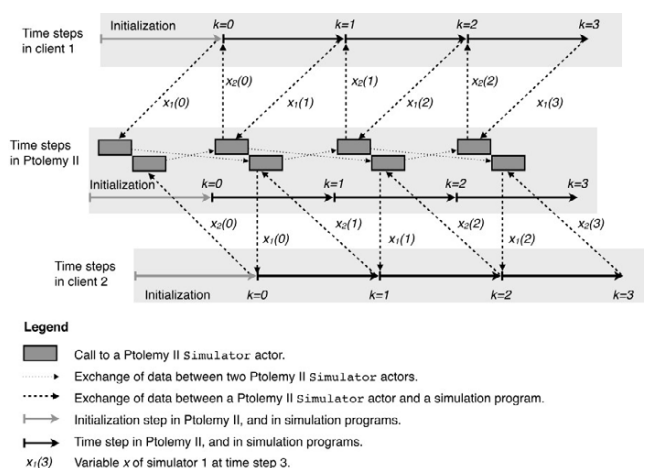 Time steps in client 1
Initialization
k=0
k=1
k=2
k=3
x₁(0)
x₂(0)
x₁(1)
x₂(1)
x₁(2)
x₂(2)
x₁(3)
Time steps in Ptolemy II
Initialization
k=0
k=1
k=2
k=3
x₂(0)
x₁(0)
x₂(1)
x₁(1)
x₂(2)
x₁(2)
x₂(3)
Time steps in client 2
Initialization
k=0
k=1
k=2
k=3
Legend
Call to a Ptolemy II Simulator actor.
Exchange of data between two Ptolemy II Simulator actors.
Exchange of data between a Ptolemy II Simulator actor and a simulation program.
Initialization step in Ptolemy II, and in simulation programs.
Time step in Ptolemy II, and in simulation programs.
x₁(3) Variable x of simulator 1 at time step 3.